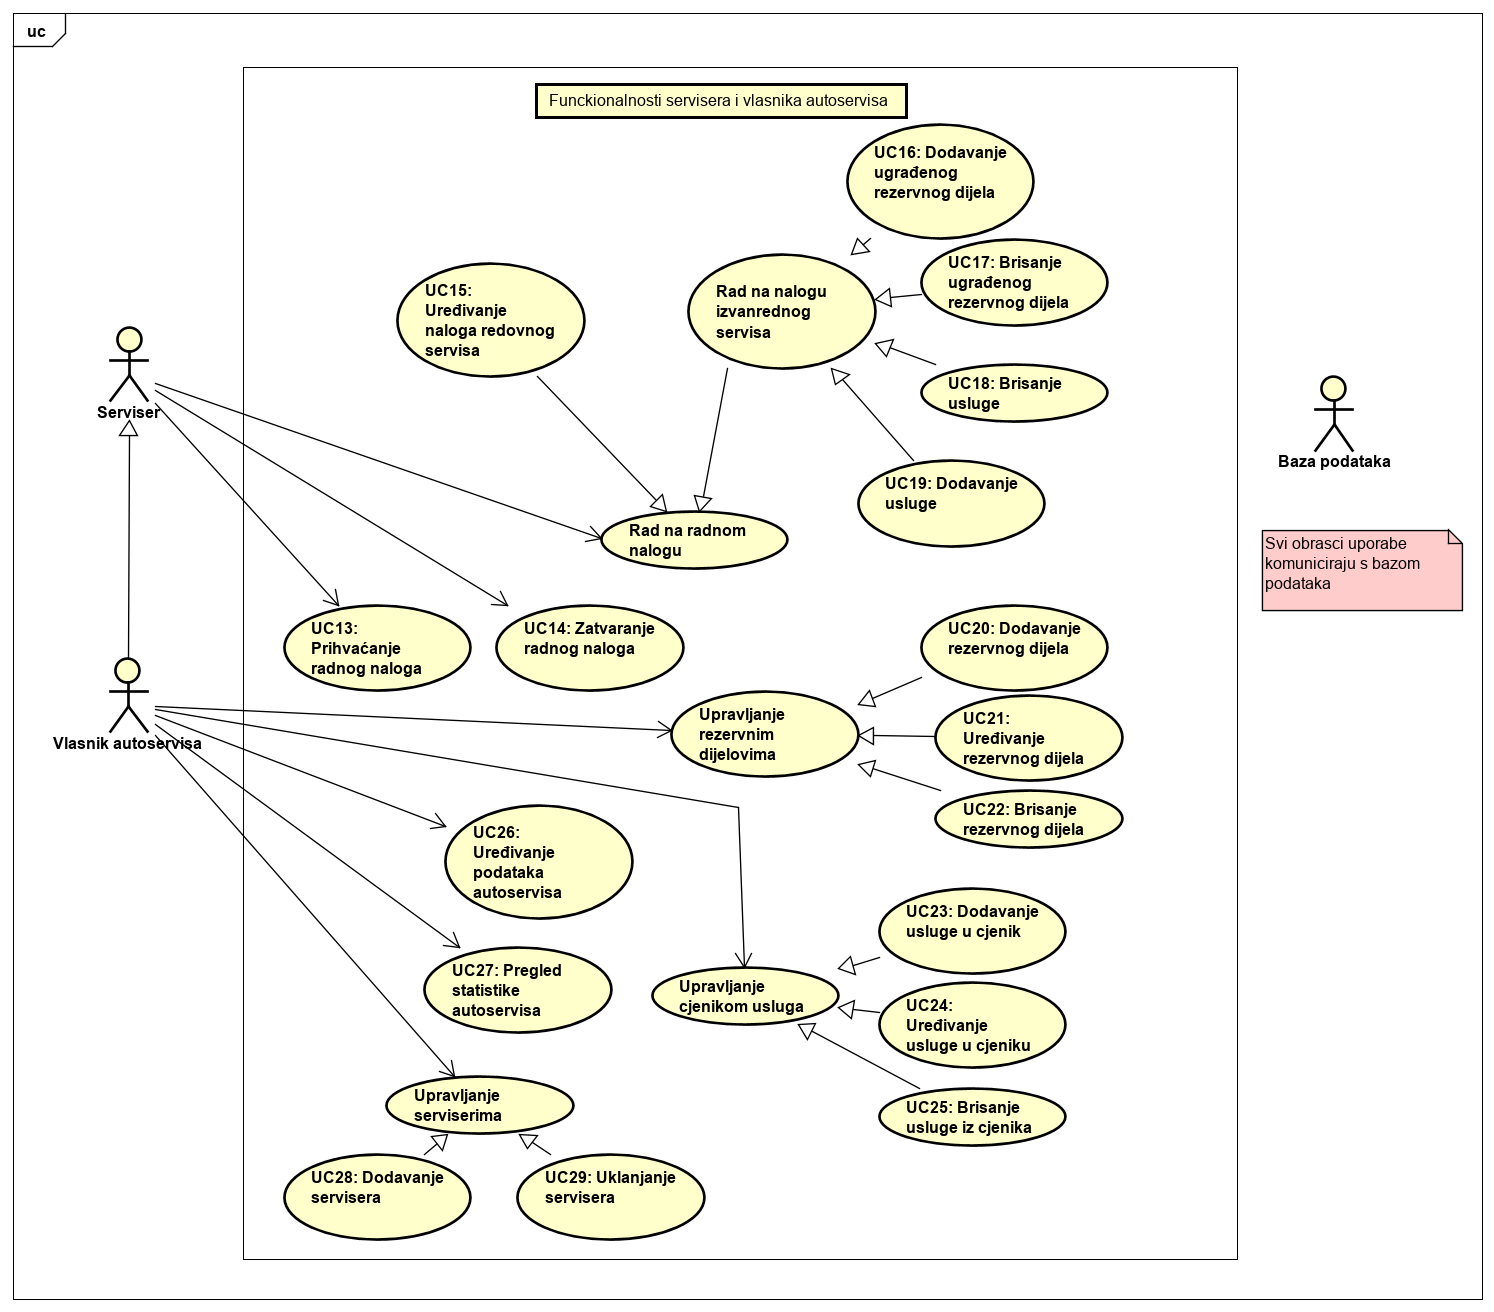 uc
Funckionalnosti servisera i vlasnika autoservisa
UC16: Dodavanje
ugrađenog
rezervnog dijela
UC17: Brisanje
ugrađenog
rezervnog dijela
UC15:
Uređivanje
naloga redovnog
servisa
Rad na nalogu
izvanrednog
servisa
UC18: Brisanje
usluge
Serviser
Baza podataka
UC19: Dodavanje
usluge
Rad na radnom
nalogu
Svi obrasci uporabe
komuniciraju s bazom
podataka
UC13:
Prihvaćanje
radnog naloga
UC14: Zatvaranje
radnog naloga
UC20: Dodavanje
rezervnog dijela
Vlasnik autoservisa
Upravljanje
rezervnim
dijelovima
UC21:
Uređivanje
rezervnog dijela
UC22: Brisanje
rezervnog dijela
UC26:
Uređivanje
podataka
autoservisa
UC23: Dodavanje
usluge u cjenik
UC27: Pregled
statistike
autoservisa
Upravljanje
cjenikom usluga
UC24:
Uređivanje
usluge u cjeniku
Upravljanje
serviserima
UC25: Brisanje
usluge iz cjenika
UC28: Dodavanje
servisera
UC29: Uklanjanje
servisera